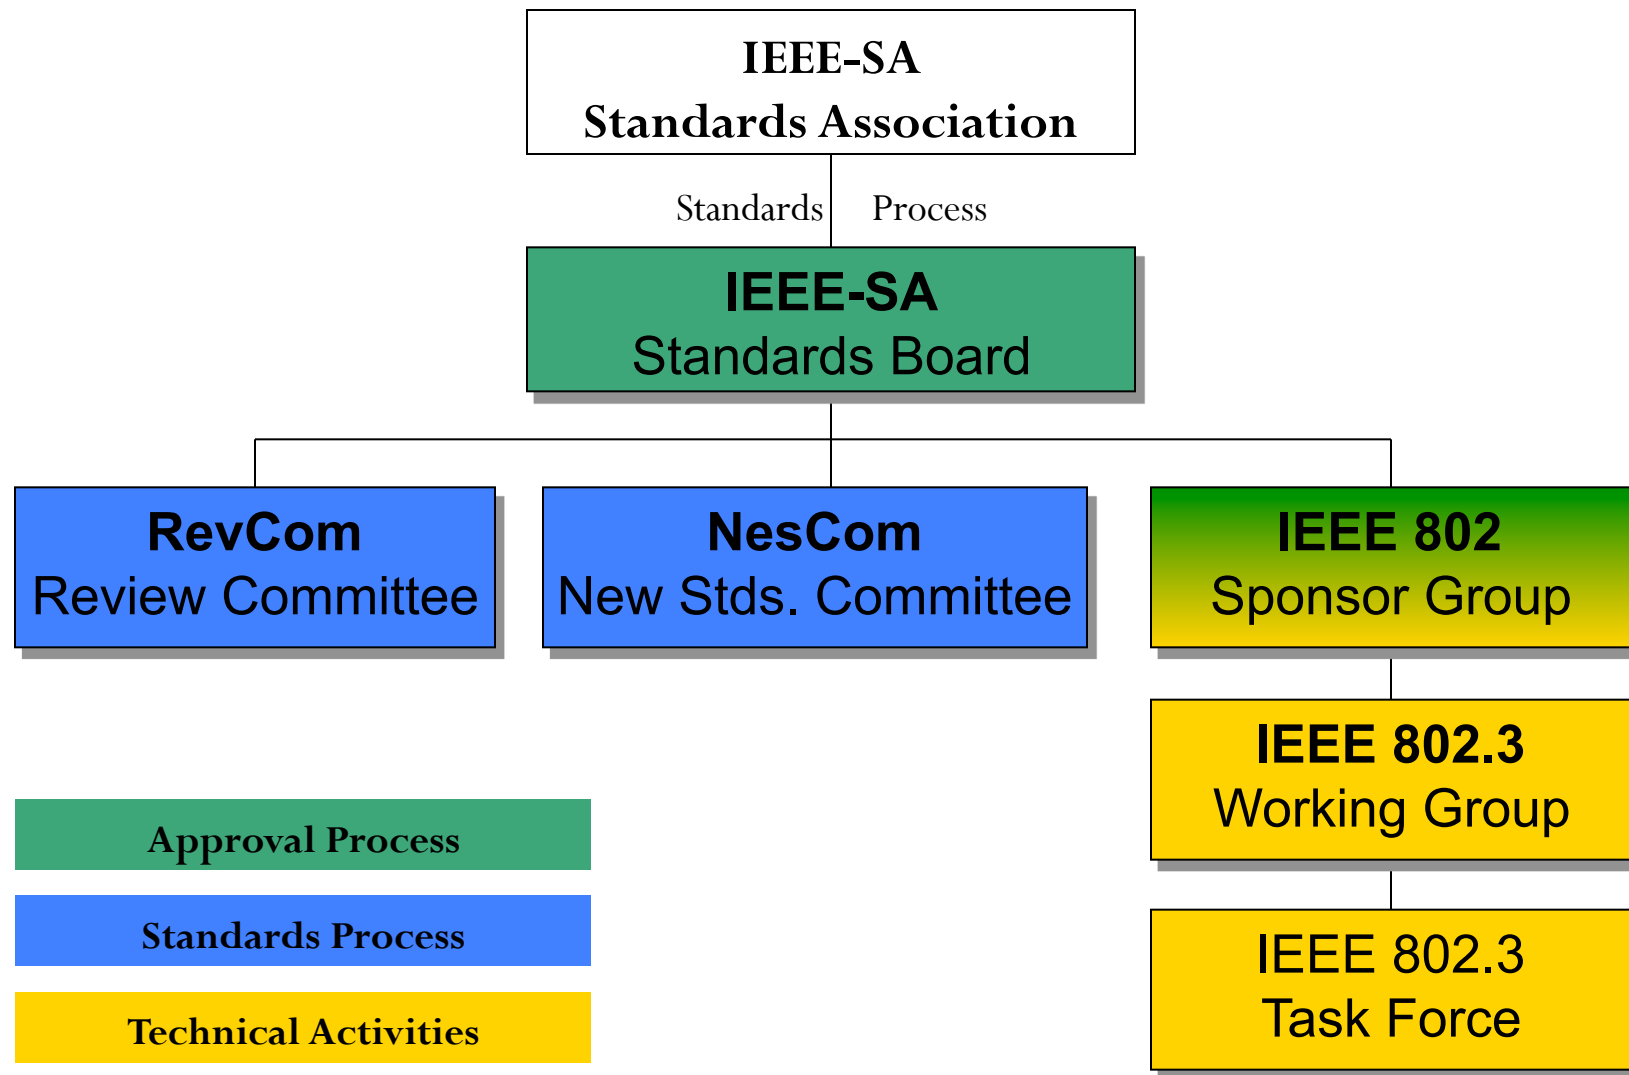 IEEE-SA
Standards Association
Standards Process
IEEE-SA
Standards Board
RevCom
Review Committee
NesCom
New Stds. Committee
IEEE 802
Sponsor Group
IEEE 802.3
Working Group
IEEE 802.3
Task Force
Approval Process
Standards Process
Technical Activities